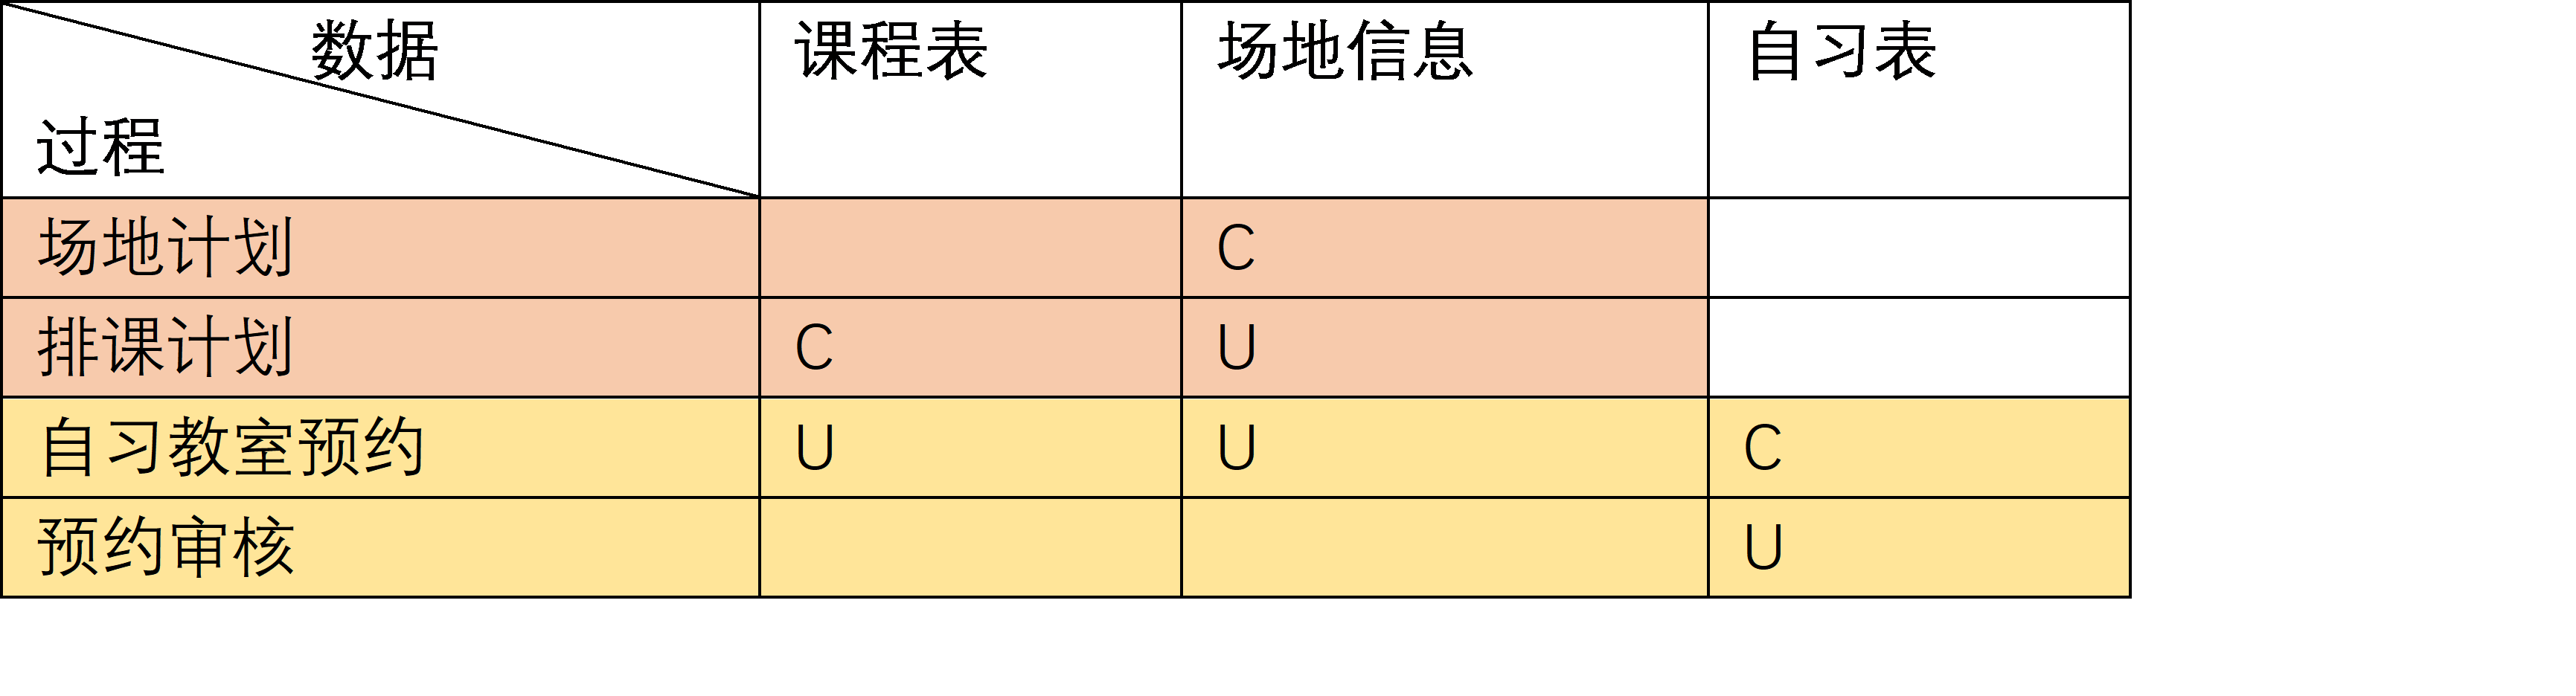 数据 课程表 场地信息 自习表
过程
场地计划 C
排课计划 C U
自习教室预约 U U C
预约审核 U